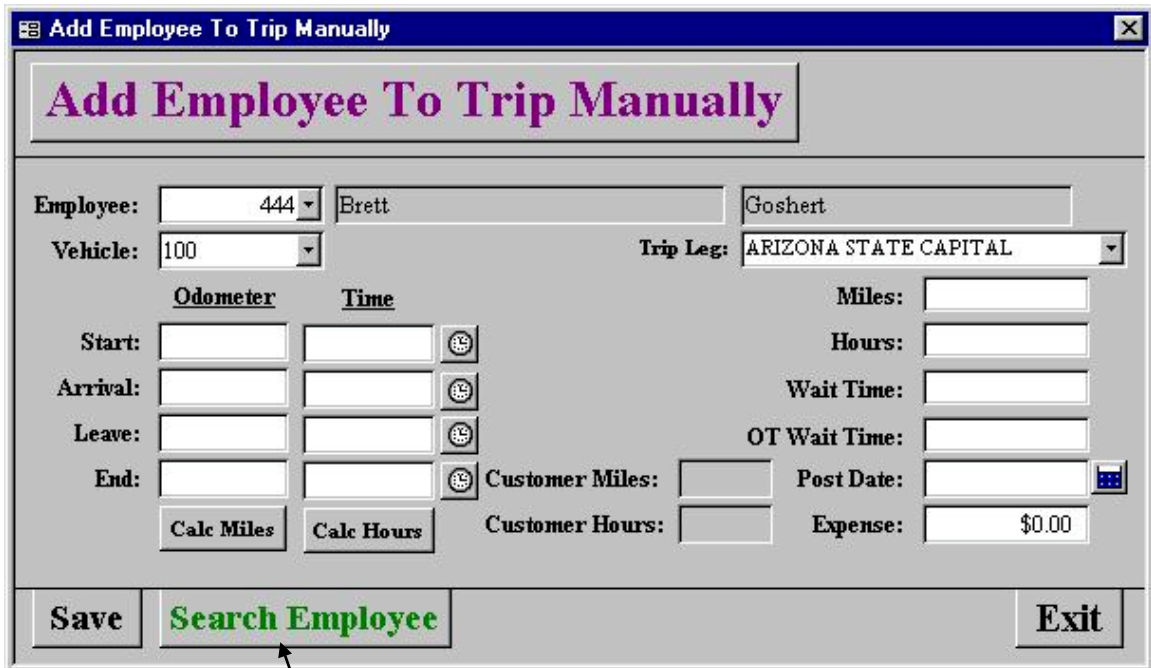 Add Employee To Trip Manually
Add Employee To Trip Manually
Employee: 444 Brett Goshert
Vehicle: 100 Trip Leg: ARIZONA STATE CAPITAL
Odometer Time Miles:
Start: Hours:
Arrival: Wait Time:
Leave: OT Wait Time:
End: Customer Miles: Post Date:
Calc Miles Calc Hours Customer Hours: Expense: $0.00
Save Search Employee Exit